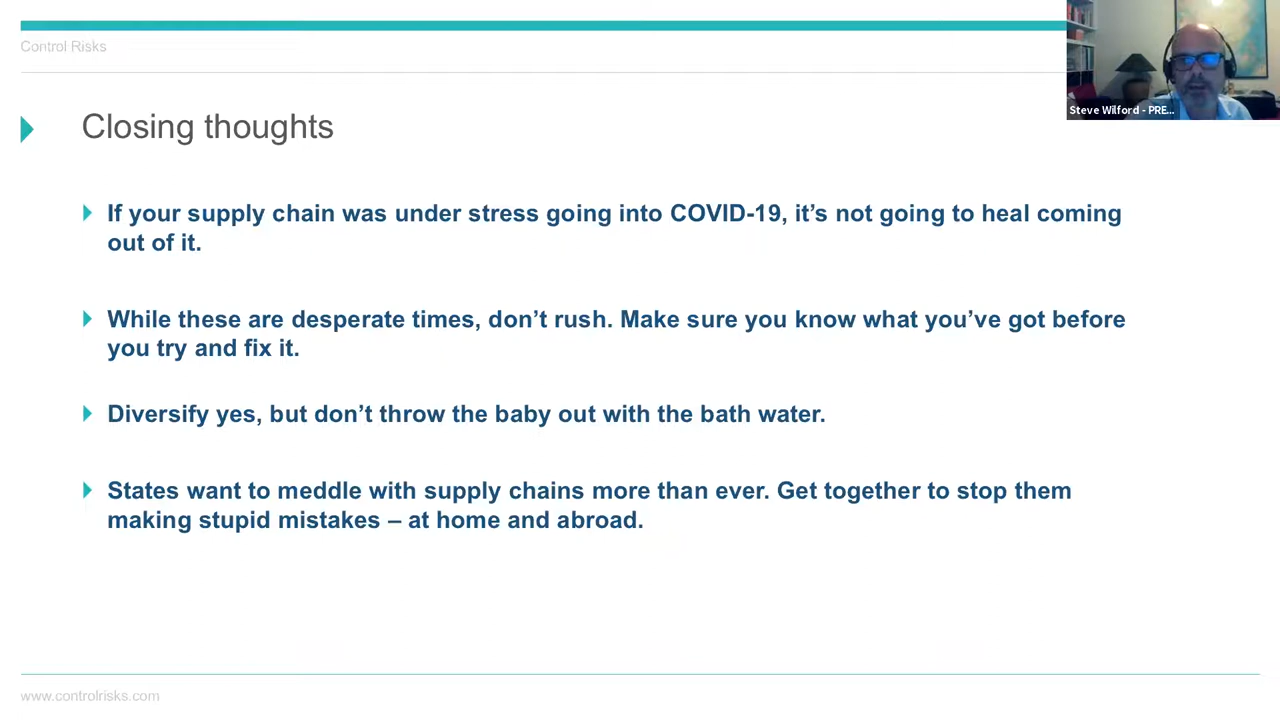 Control Risks
Steve Wilford - PRE...
Closing thoughts
If your supply chain was under stress going into COVID-19, it’s not going to heal coming
out of it.
While these are desperate times, don’t rush. Make sure you know what you’ve got before
you try and fix it.
Diversify yes, but don’t throw the baby out with the bath water.
States want to meddle with supply chains more than ever. Get together to stop them
making stupid mistakes – at home and abroad.
www.controlrisks.com